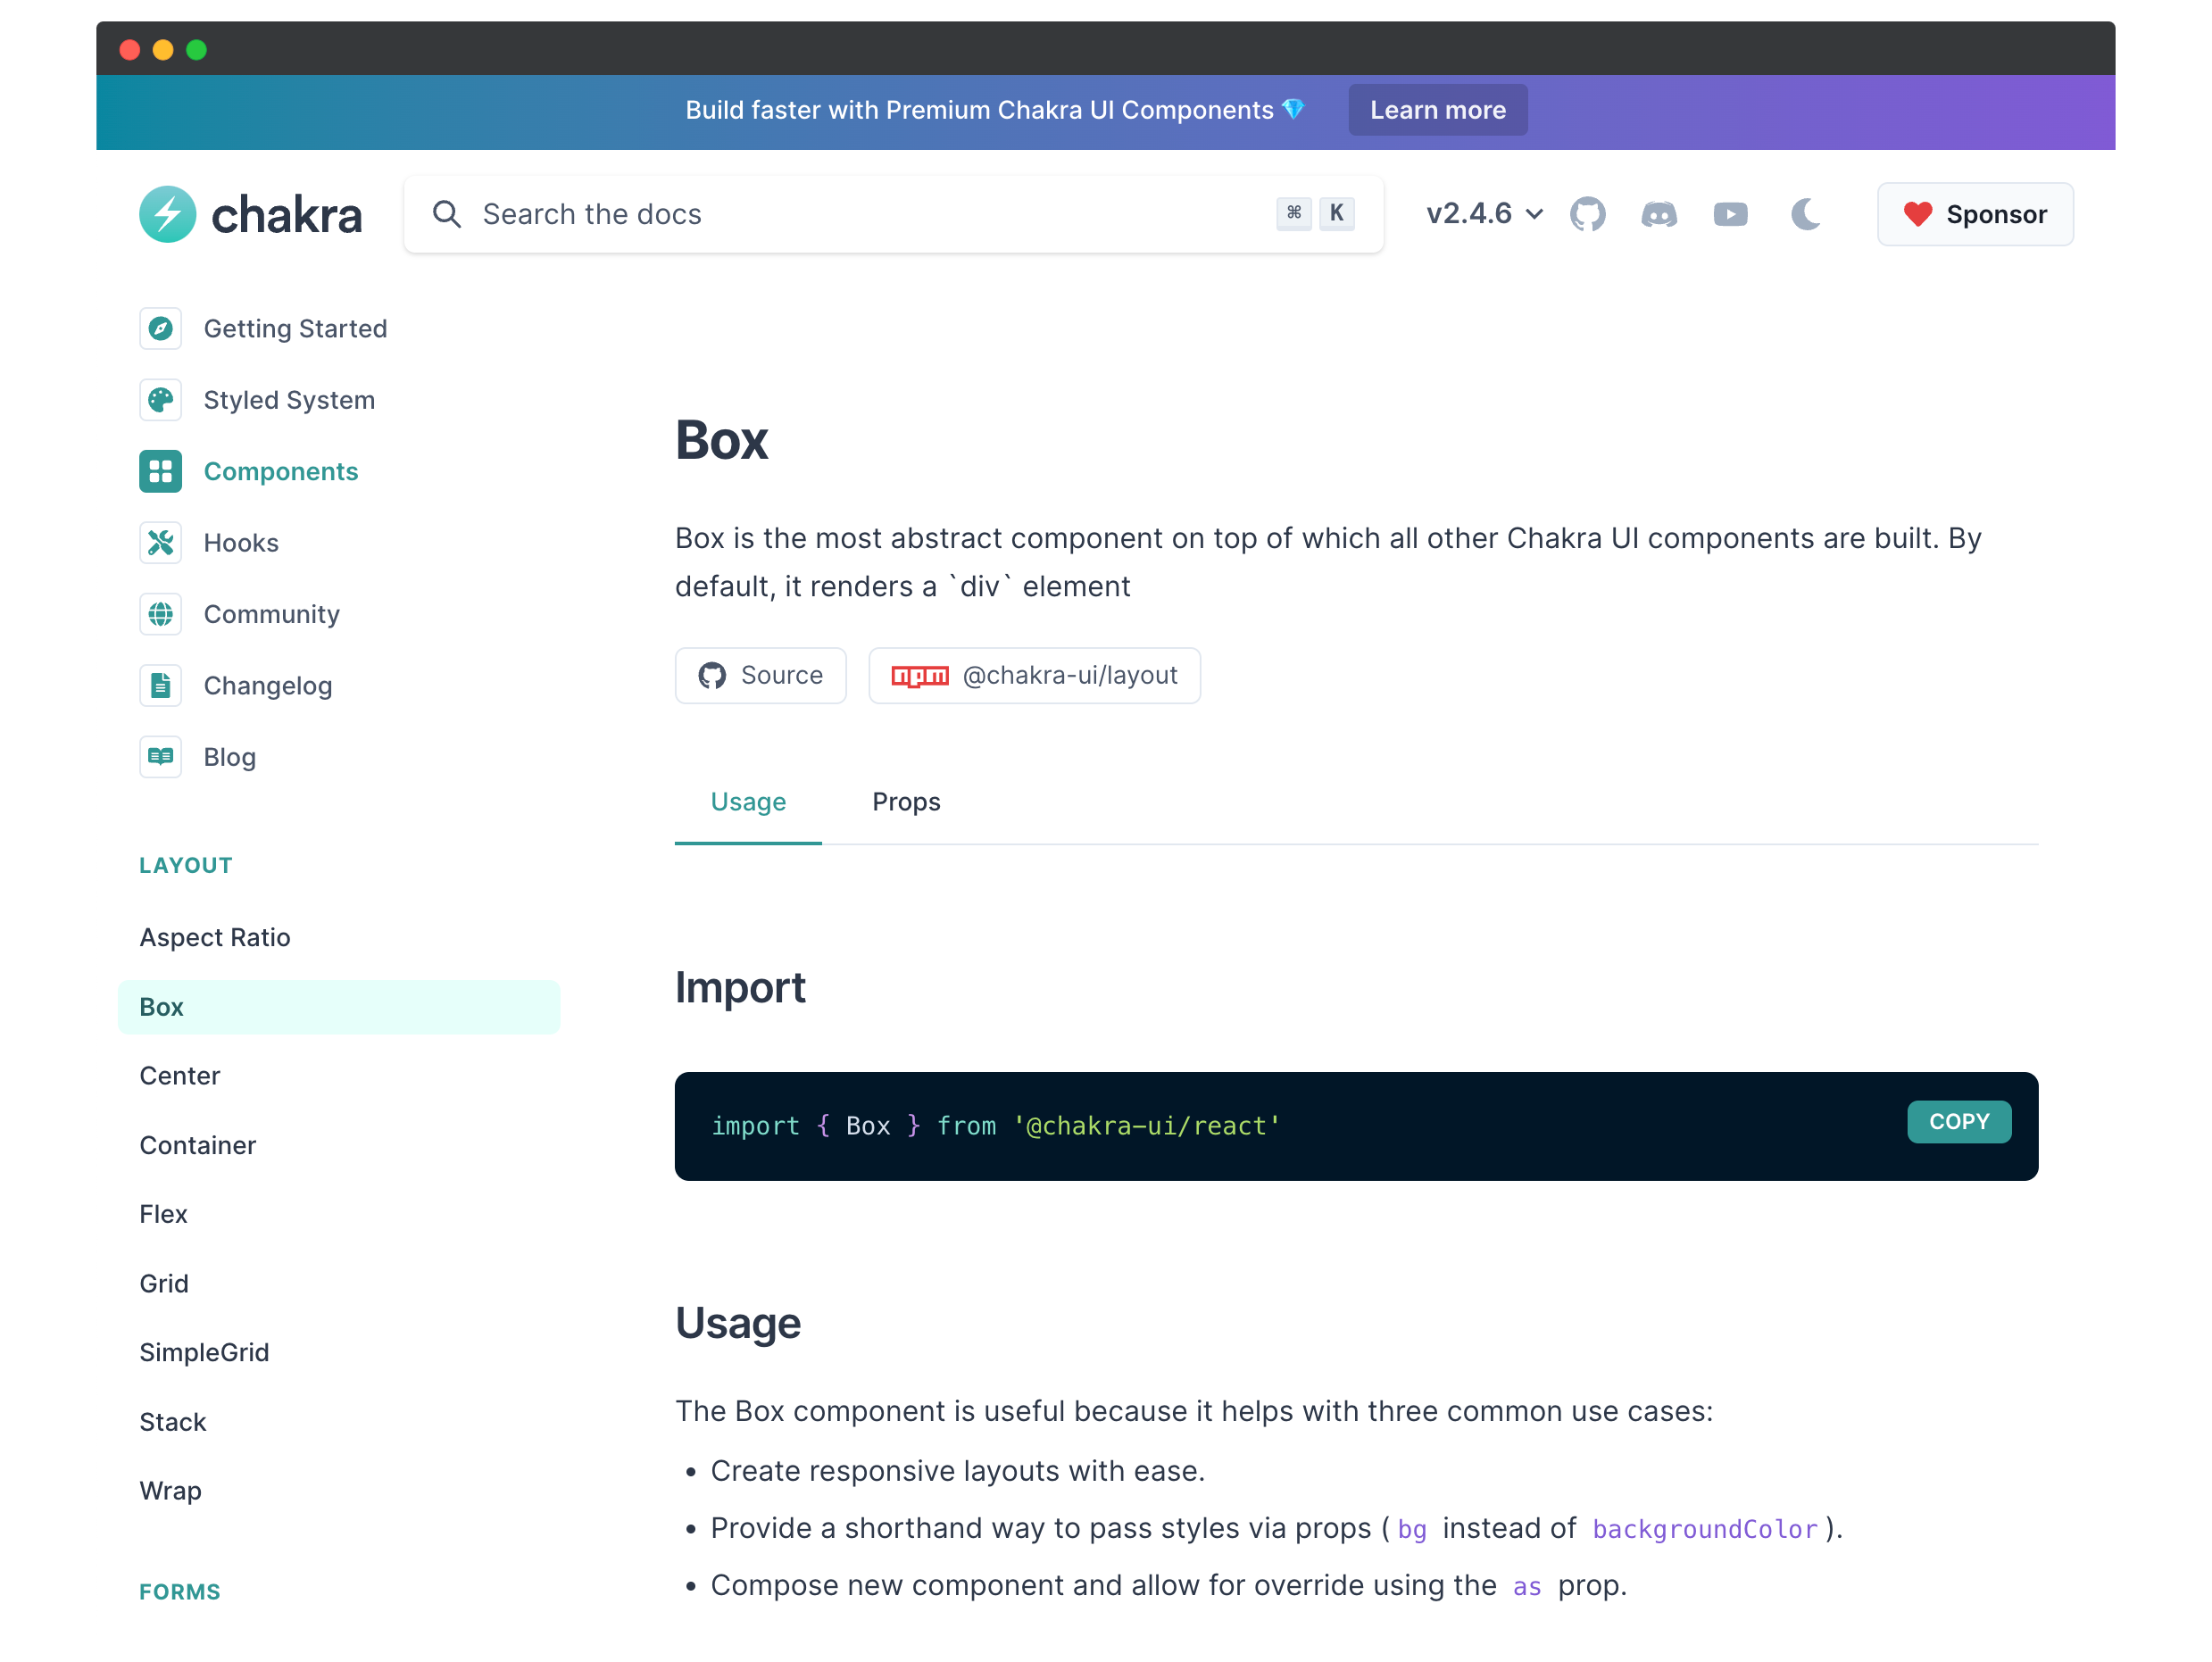 Build faster with Premium Chakra UI Components 💎 Learn more
chakra
Search the docs ⌘ K
v2.4.6
Sponsor
Getting Started
Styled System
Components
Hooks
Community
Changelog
Blog
LAYOUT
Aspect Ratio
Box
Center
Container
Flex
Grid
SimpleGrid
Stack
Wrap
FORMS
Box
Box is the most abstract component on top of which all other Chakra UI components are built. By
default, it renders a `div` element
Source
npm @chakra-ui/layout
Usage Props
Import
import { Box } from '@chakra-ui/react'
COPY
Usage
The Box component is useful because it helps with three common use cases:
• Create responsive layouts with ease.
• Provide a shorthand way to pass styles via props ( bg instead of backgroundColor ).
• Compose new component and allow for override using the as prop.